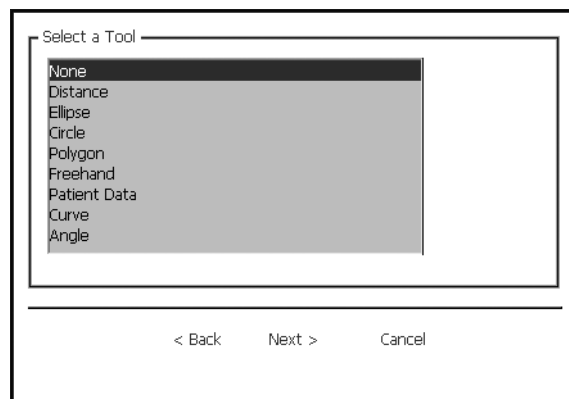 Select a Tool
None
Distance
Ellipse
Circle
Polygon
Freehand
Patient Data
Curve
Angle
< Back Next > Cancel